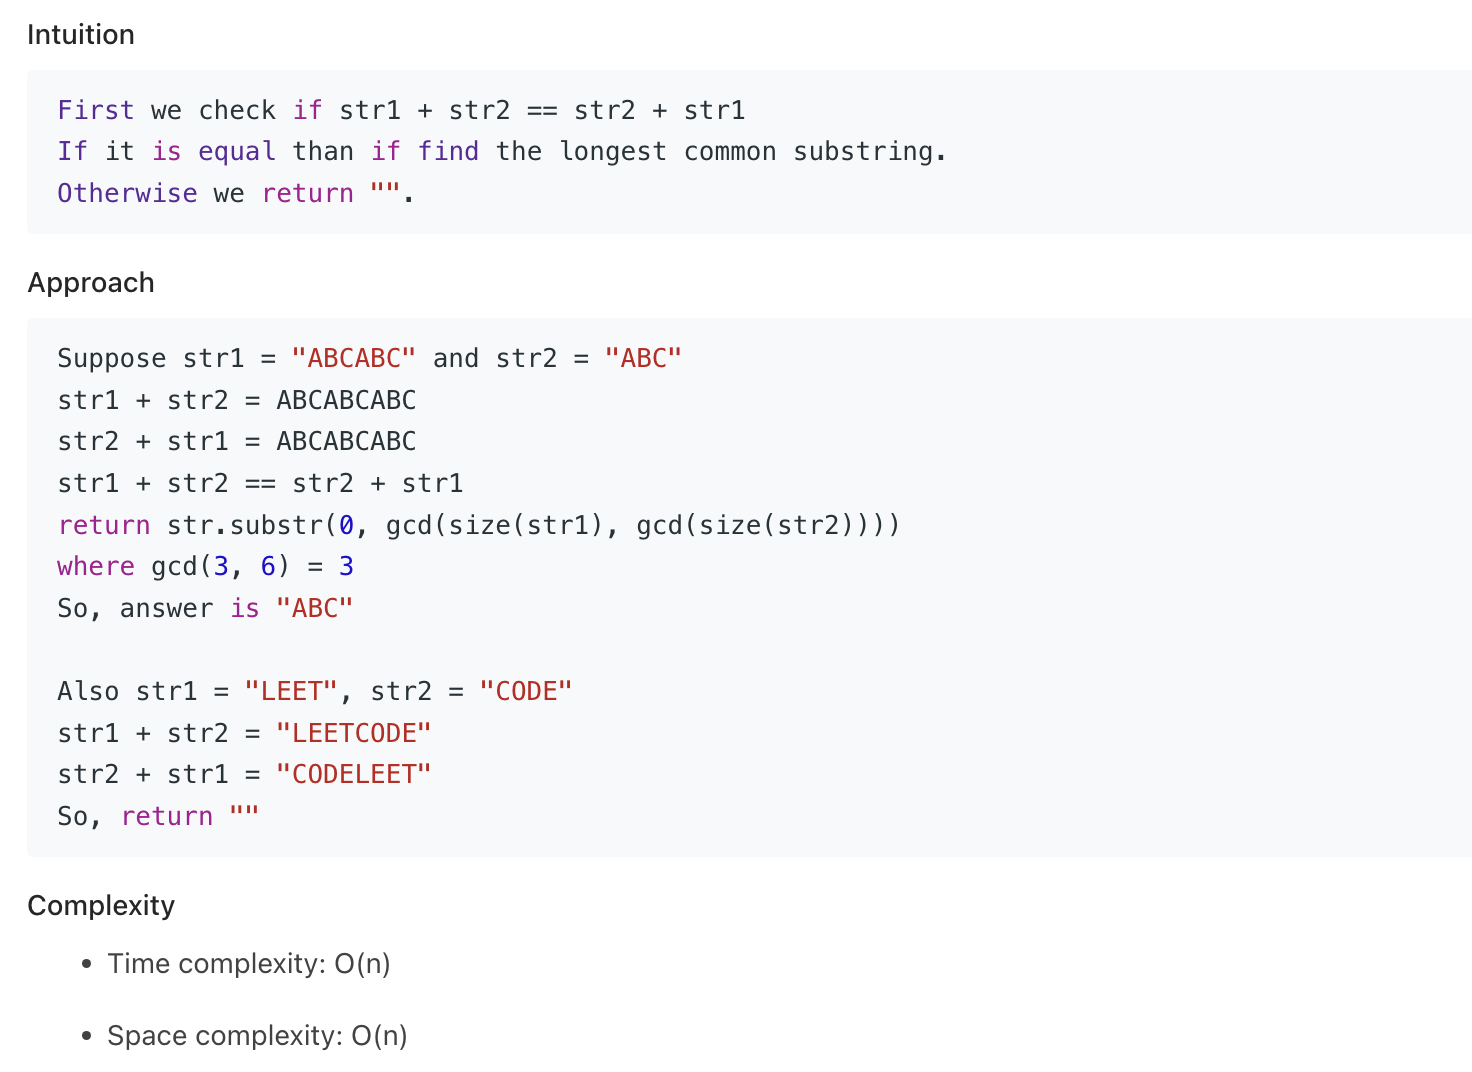 Intuition
First we check if str1 + str2 == str2 + str1
If it is equal than if find the longest common substring.
Otherwise we return "".
Approach
Suppose str1 = "ABCABC" and str2 = "ABC"
str1 + str2 = ABCABCABC
str2 + str1 = ABCABCABC
str1 + str2 == str2 + str1
return str.substr(0, gcd(size(str1), gcd(size(str2))))
where gcd(3, 6) = 3
So, answer is "ABC"
Also str1 = "LEET", str2 = "CODE"
str1 + str2 = "LEETCODE"
str2 + str1 = "CODELEET"
So, return ""
Complexity
• Time complexity: O(n)
• Space complexity: O(n)